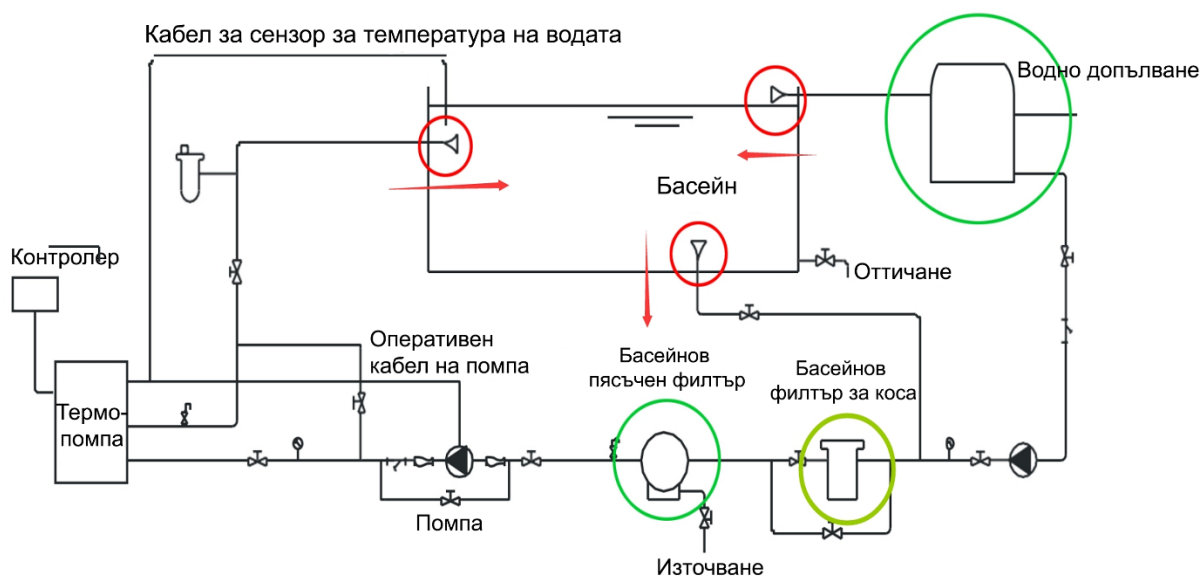 Кабел за сензор за температура на водата
Водно допълване
Басейн
Контролер
Оттичане
Оперативен
кабел на помпа
Басейнов
пясъчен филтър
Басейнов
филтър за коса
Термо-
помпа
Помпа
Източване